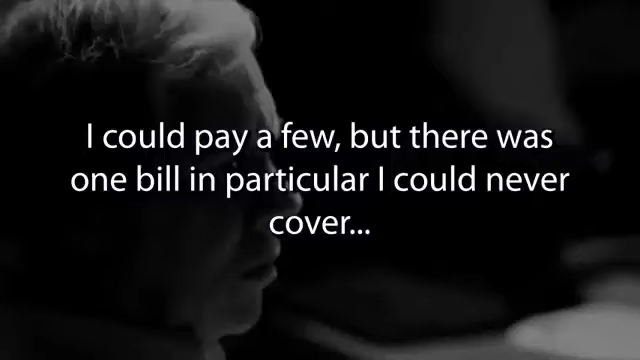 I could pay a few, but there was
one bill in particular I could never
cover...